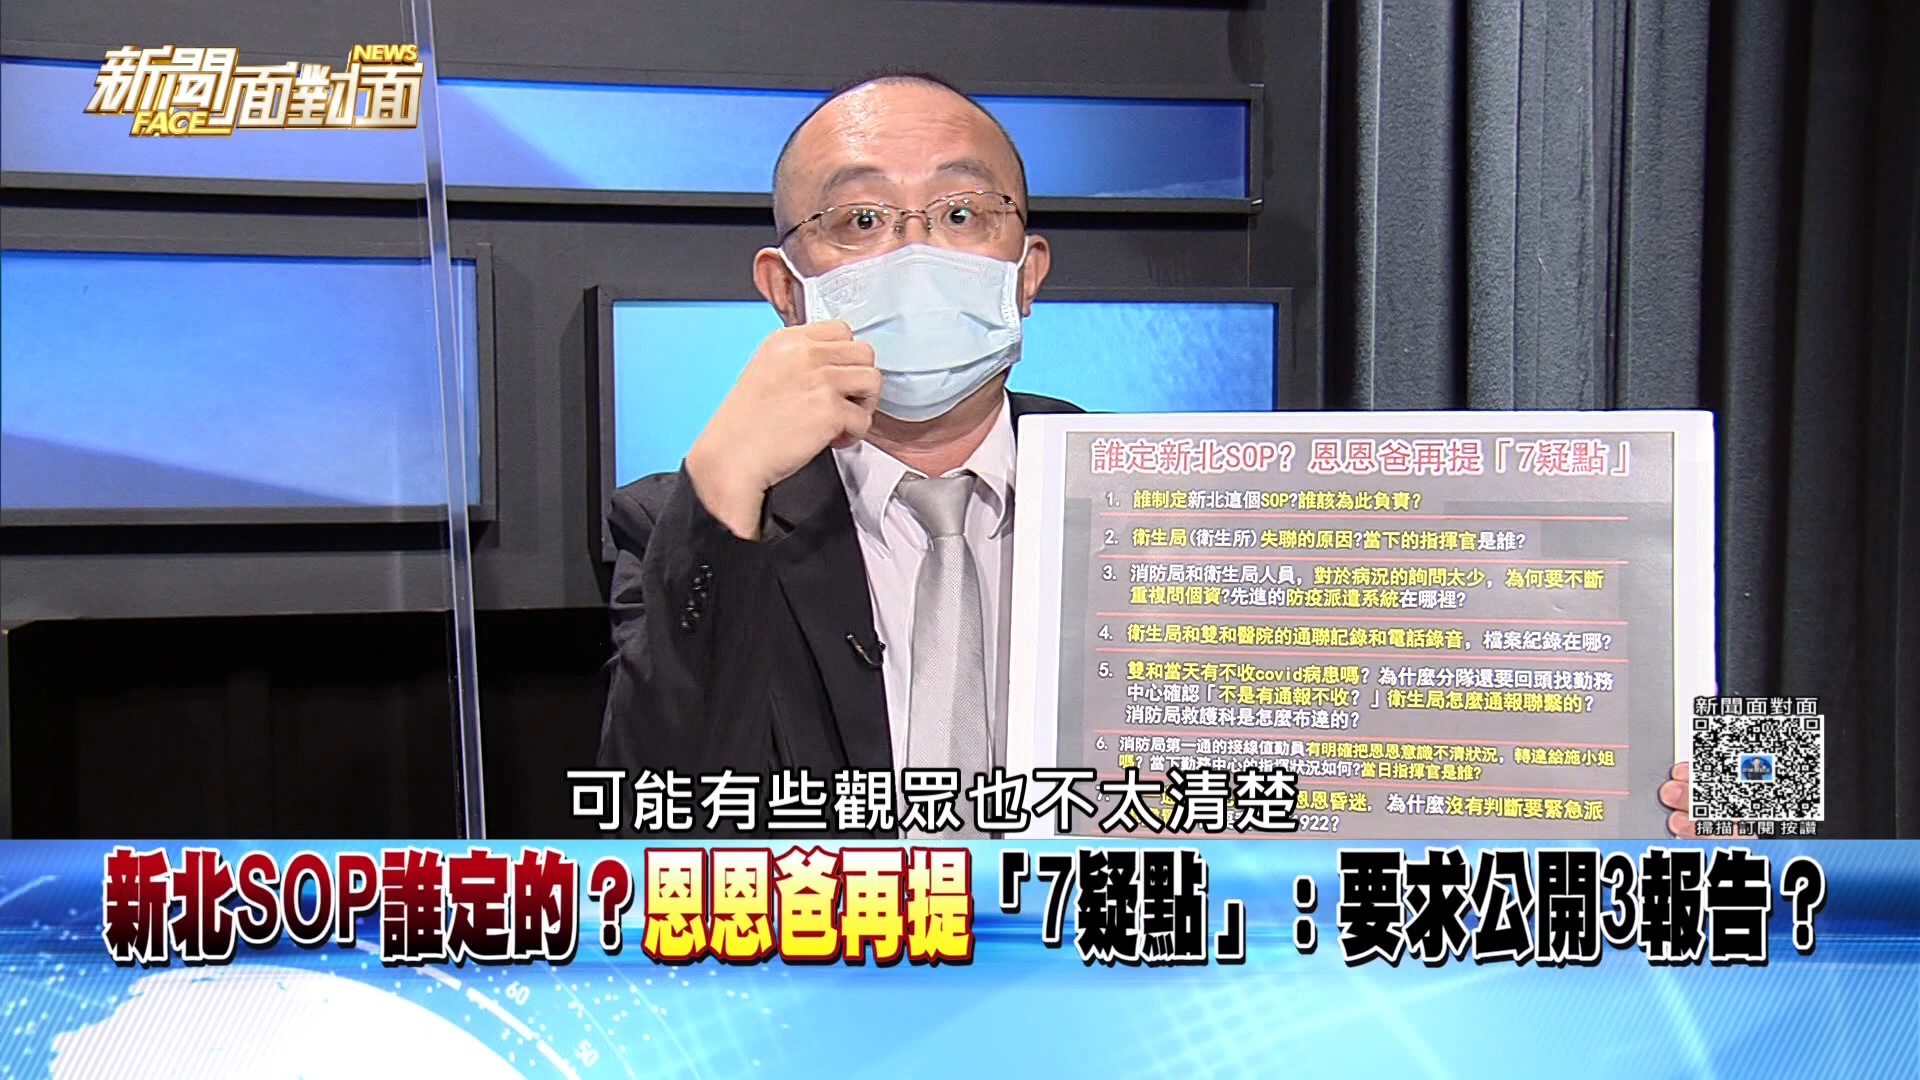 新聞面對面
NEWS
FACE
誰定新北SOP?恩恩爸再提「7疑點」
1. 誰制定新北這個SOP?誰該為此負責?
2. 衛生局(衛生所)失聯的原因?當下的指揮官是誰?
3. 消防局和衛生局人員，對於病況的詢問太少，為何要不斷
重複問個資?先進的防疫派遣系統在哪裡?
4. 衛生局和雙和醫院的通聯記錄和電話錄音，檔案紀錄在哪?
5. 雙和當天有不收covid病患嗎?為什麼分隊還要回頭找勤務
中心確認「不是有通報不收?」衛生局怎麼通報聯繫的?
消防局救護科是怎麼布達的?
6. 消防局第一通的接線值勤員有明確把恩恩意識不清狀況，轉達給施小姐
嗎?當下勤務中心的指揮狀況如何?當日指揮官是誰?
恩恩昏迷，為什麼沒有判斷要緊急派
922?
新聞面對面
掃描 訂閱 按讚
可能有些觀眾也不太清楚
新北SOP誰定的？恩恩爸再提「7疑點」：要求公開3報告？
60
50